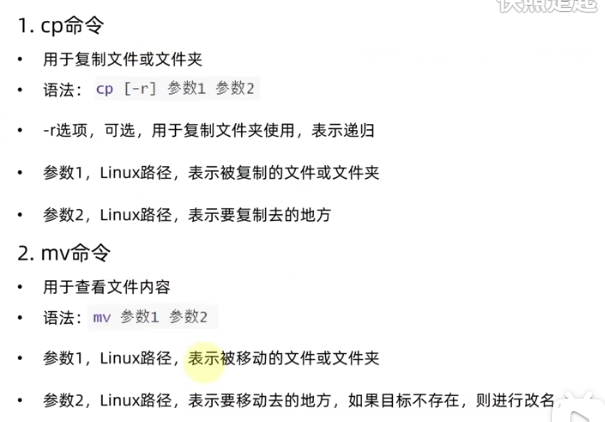 快照走起
1. cp命令
• 用于复制文件或文件夹
• 语法： cp [-r] 参数1 参数2
• -r选项，可选，用于复制文件夹使用，表示递归
• 参数1，Linux路径，表示被复制的文件或文件夹
• 参数2，Linux路径，表示要复制去的地方
2. mv命令
• 用于查看文件内容
• 语法： mv 参数1 参数2
• 参数1，Linux路径，表示被移动的文件或文件夹
• 参数2，Linux路径，表示要移动去的地方，如果目标不存在，则进行改名